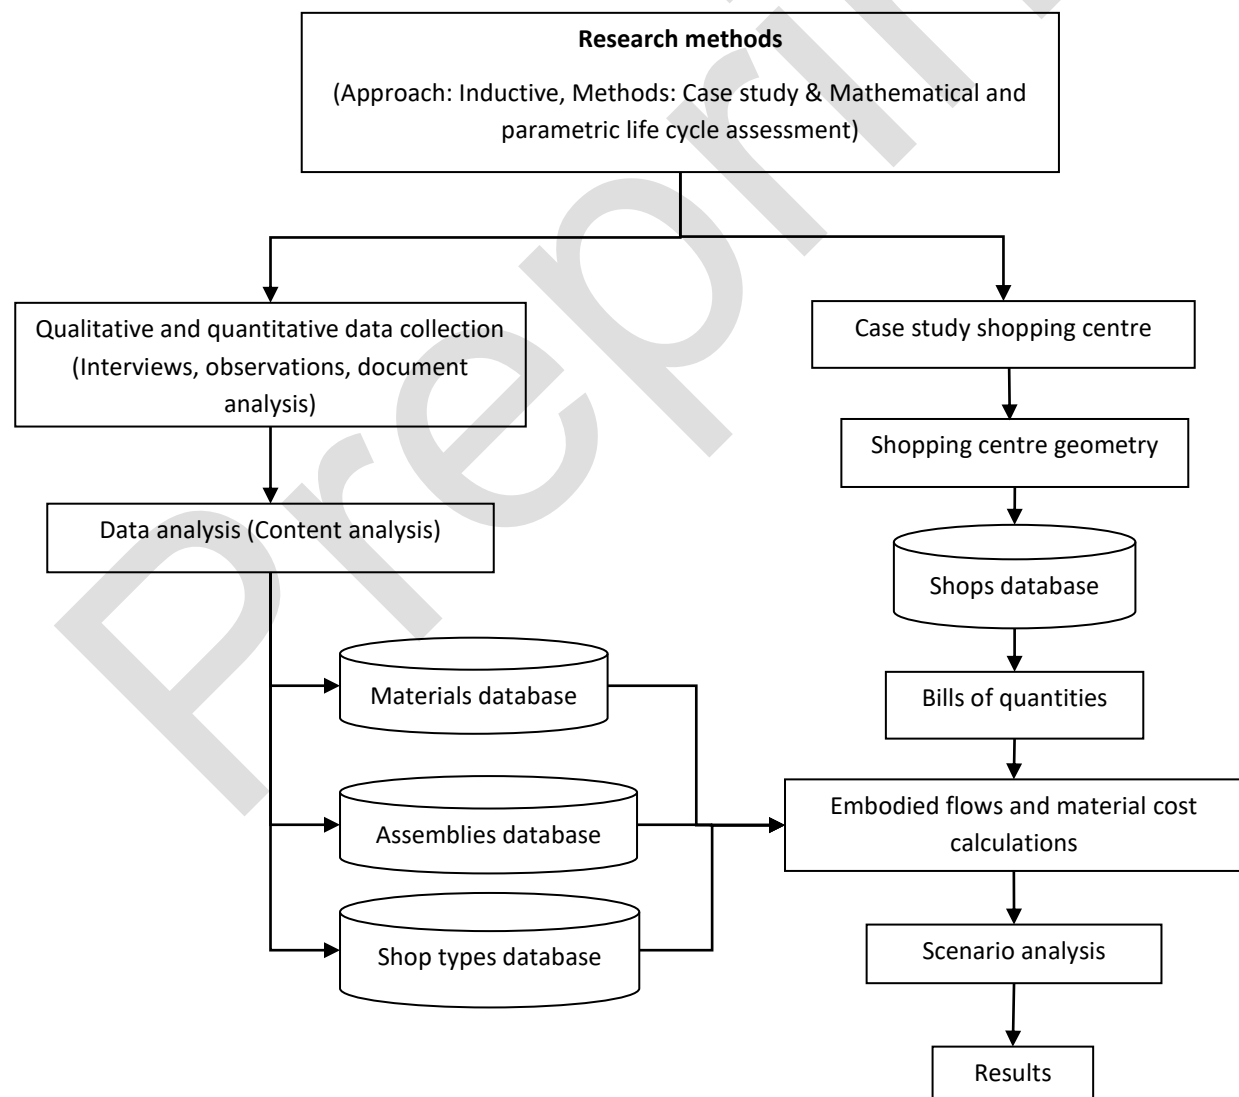 Research methods
(Approach: Inductive, Methods: Case study & Mathematical and
parametric life cycle assessment)
Qualitative and quantitative data collection
(Interviews, observations, document
analysis)
Case study shopping centre
Shopping centre geometry
Data analysis (Content analysis)
Shops database
Materials database
Bills of quantities
Assemblies database
Embodied flows and material cost
calculations
Shop types database
Scenario analysis
Results
Preprin